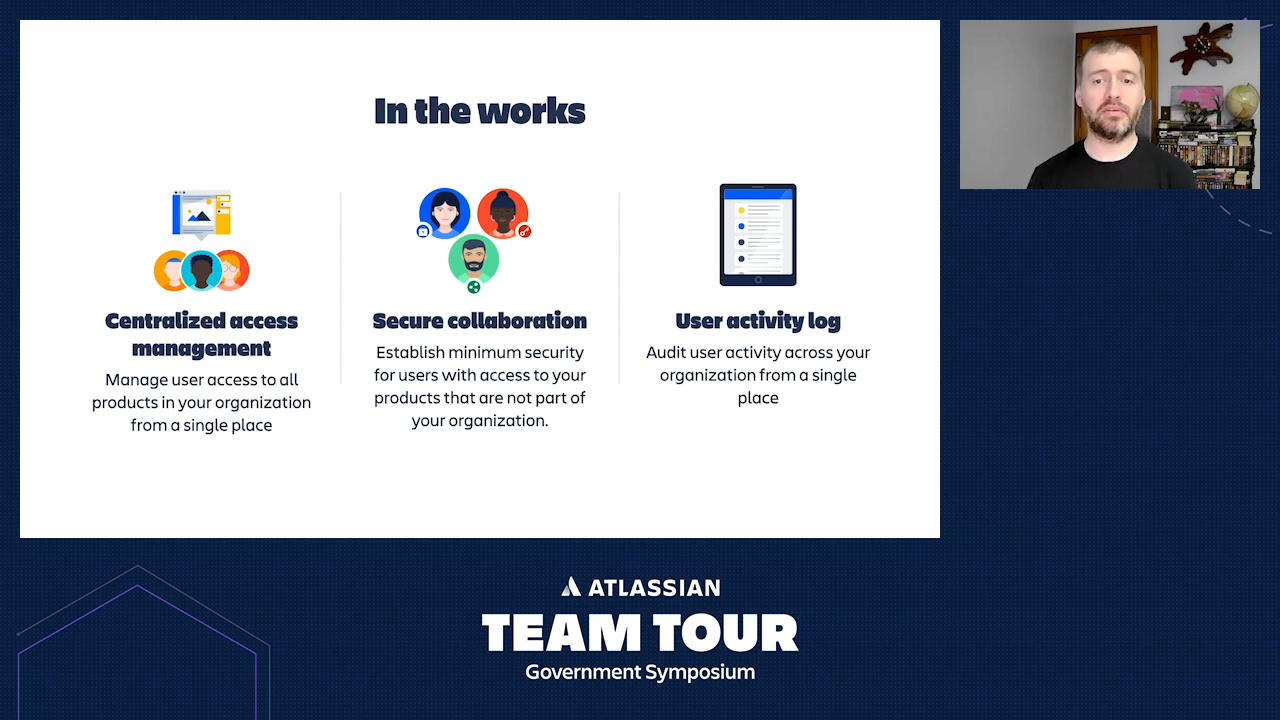 In the works
Centralized access
management
Manage user access to all
products in your organization
from a single place
Secure collaboration
Establish minimum security
for users with access to your
products that are not part of
your organization.
User activity log
Audit user activity across your
organization from a single
place
ATLASSIAN
TEAM TOUR
Government Symposium